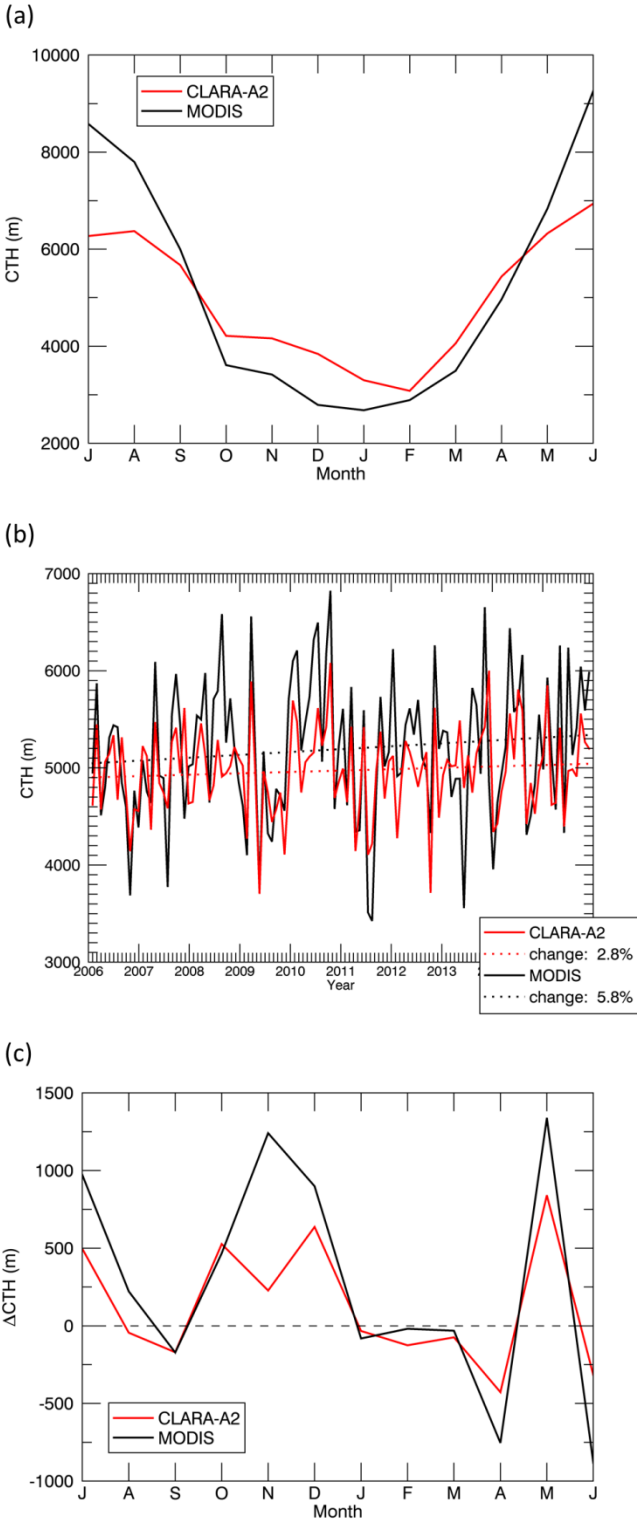 (a)
10000
8000
6000
4000
2000
CTH (m)
CLARA-A2
MODIS
J A S O N D J F M A M J
Month
(b)
7000
6000
5000
4000
3000
CTH (m)
2006 2007 2008 2009 2010 2011 2012 2013
Year
CLARA-A2
change: 2.8%
MODIS
change: 5.8%
(c)
1500
1000
500
0
-500
-1000
ΔCTH (m)
CLARA-A2
MODIS
J A S O N D J F M A M J
Month